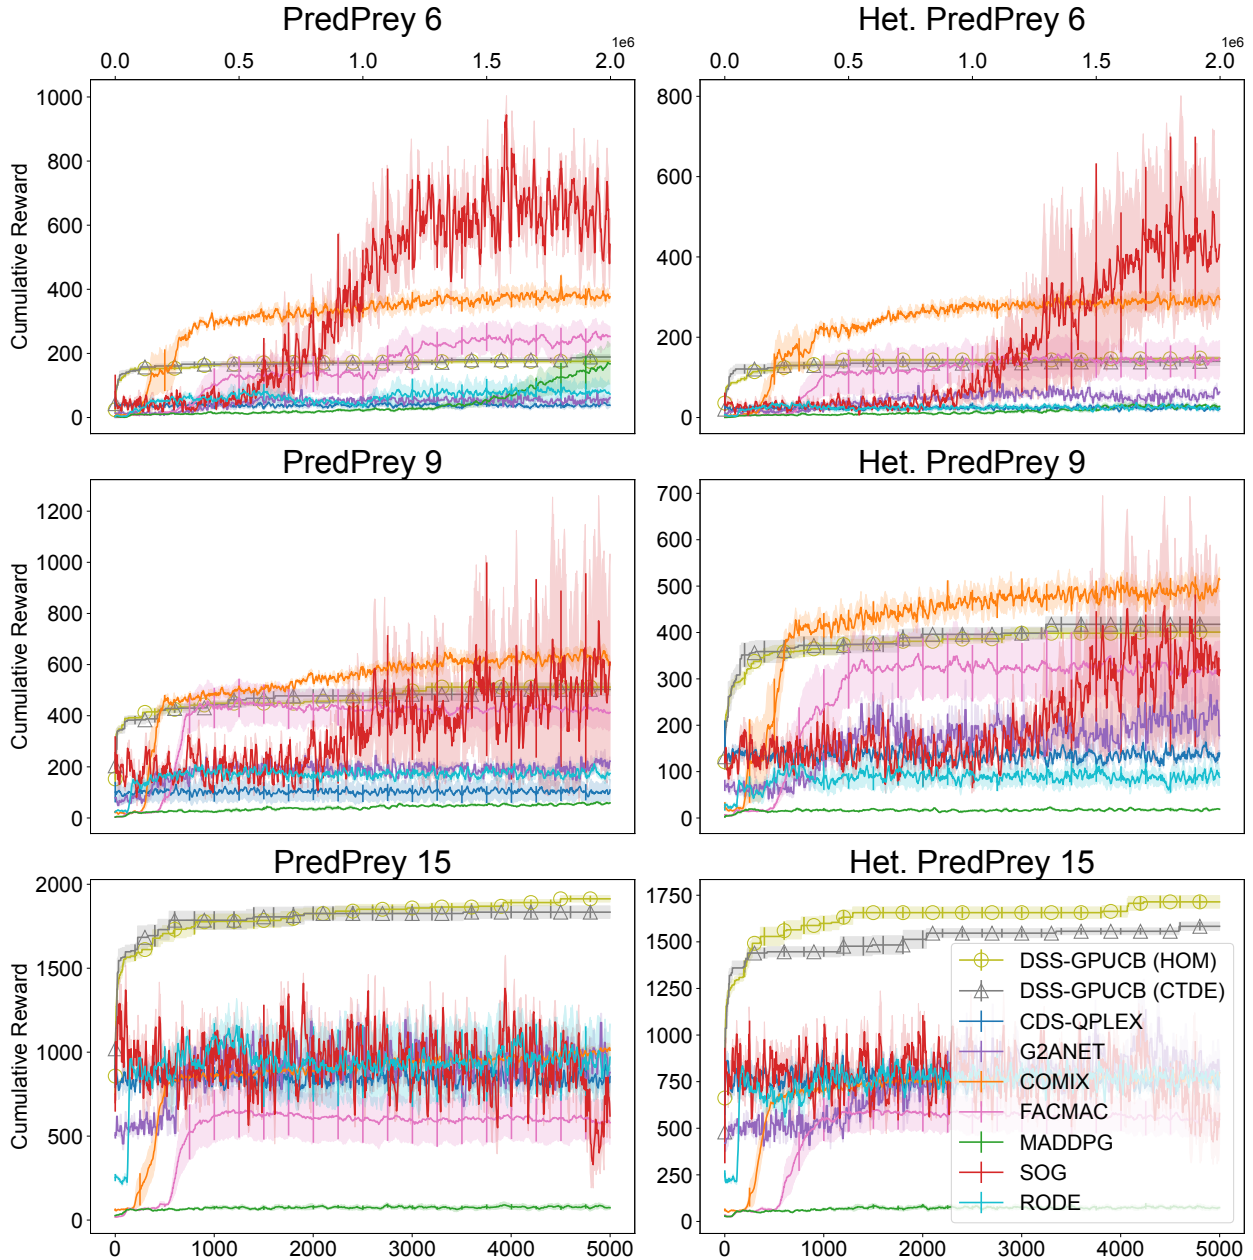 PredPrey 6
Het. PredPrey 6
1e6
1e6
0.0 0.5 1.0 1.5 2.0
0.0 0.5 1.0 1.5 2.0
1000
800
600
400
200
0
Cumulative Reward
800
600
400
200
0
PredPrey 9
Het. PredPrey 9
1200
1000
800
600
400
200
0
Cumulative Reward
700
600
500
400
300
200
100
0
PredPrey 15
Het. PredPrey 15
2000
1500
1000
500
0
Cumulative Reward
1750
1500
1250
1000
750
500
250
0
DSS-GPUCB (HOM)
DSS-GPUCB (CTDE)
CDS-QPLEX
G2ANET
COMIX
FACMAC
MADDPG
SOG
RODE
0 1000 2000 3000 4000 5000
0 1000 2000 3000 4000 5000